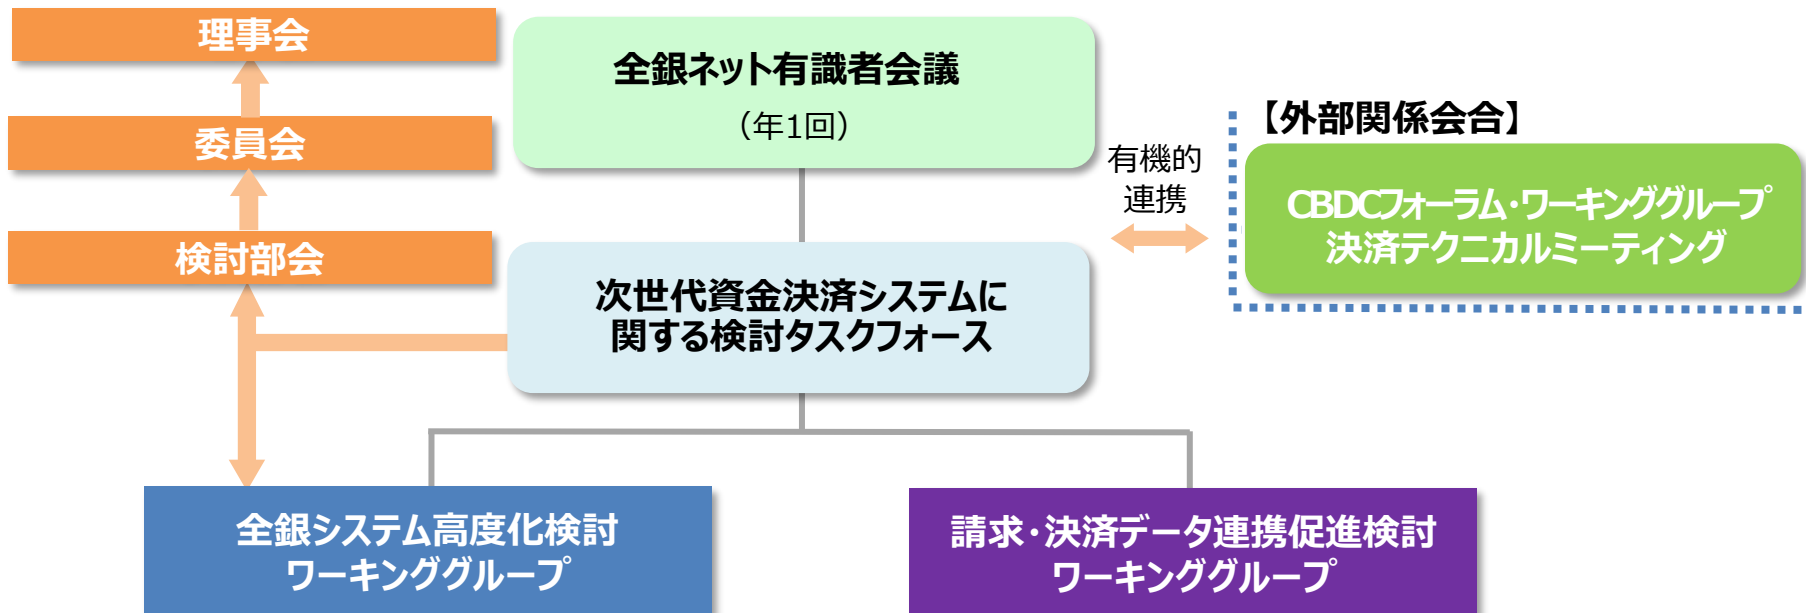 理事会
委員会
検討部会
全銀ネット有識者会議
（年1回）
次世代資金決済システムに
関する検討タスクフォース
有機的
連携
【外部関係会合】
CBDCフォーラム・ワーキンググループ
決済テクニカルミーティング
全銀システム高度化検討
ワーキンググループ
請求・決済データ連携促進検討
ワーキンググループ